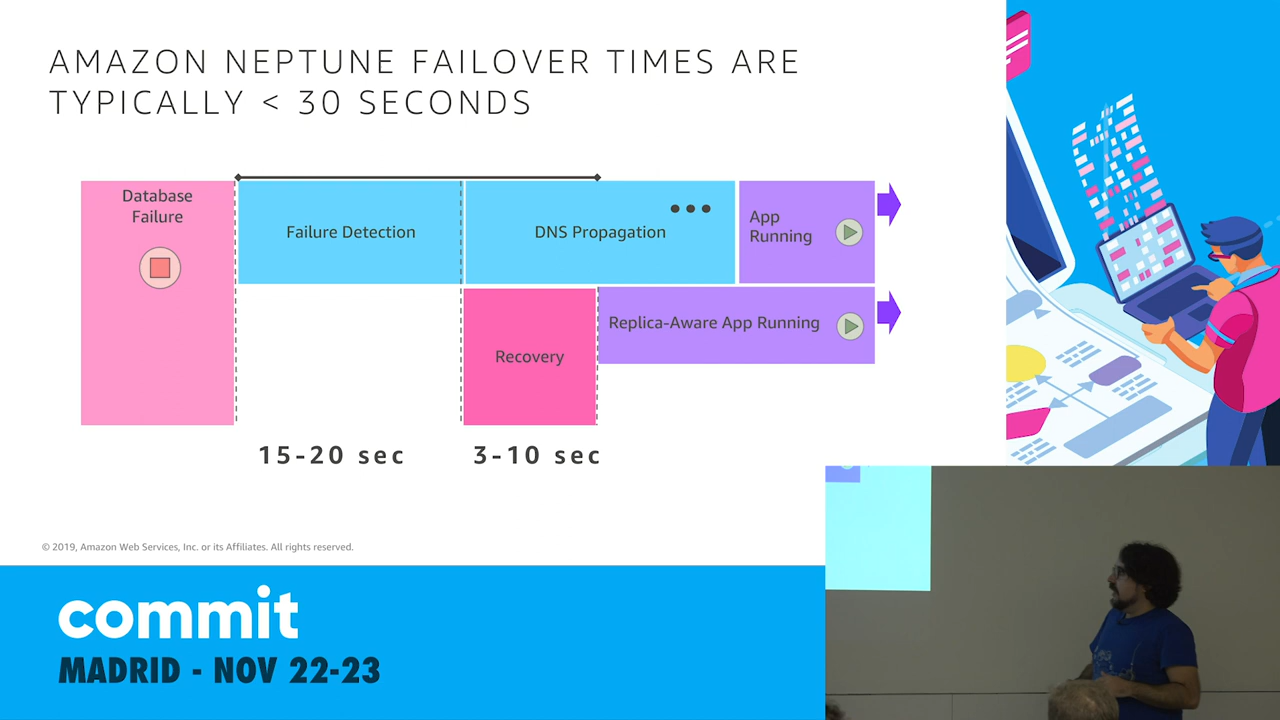 AMAZON NEPTUNE FAILOVER TIMES ARE
TYPICALLY < 30 SECONDS
Database
Failure
Failure Detection
DNS Propagation
App
Running
Recovery
Replica-Aware App Running
15-20 sec
3-10 sec
© 2019, Amazon Web Services, Inc. or its Affiliates. All rights reserved.
commit
MADRID - NOV 22-23